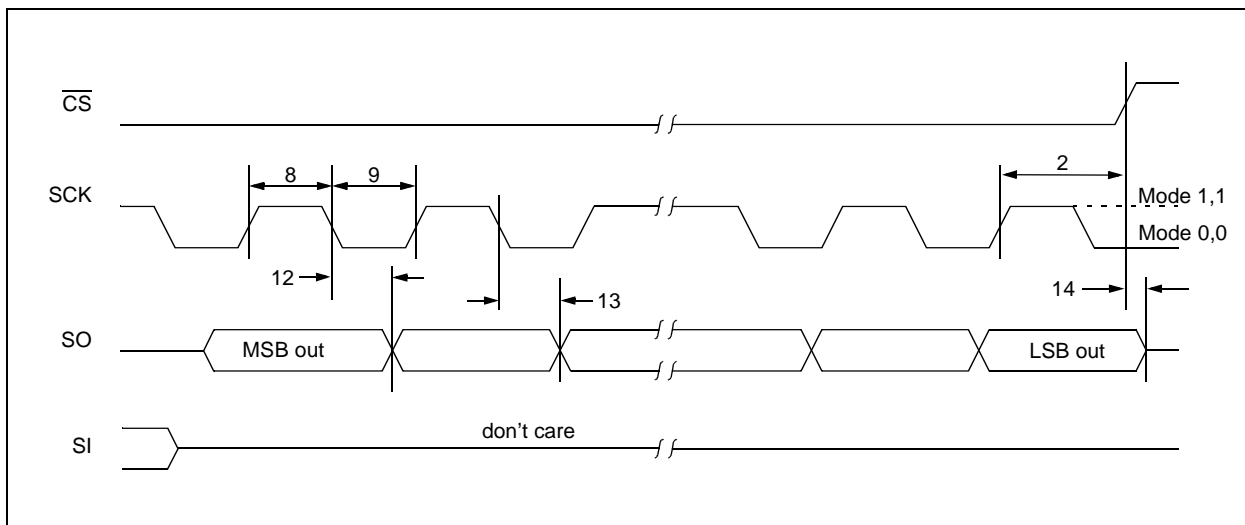 CS
SCK
8
9
2
Mode 1,1
Mode 0,0
12
13
14
SO
MSB out
LSB out
SI
don't care